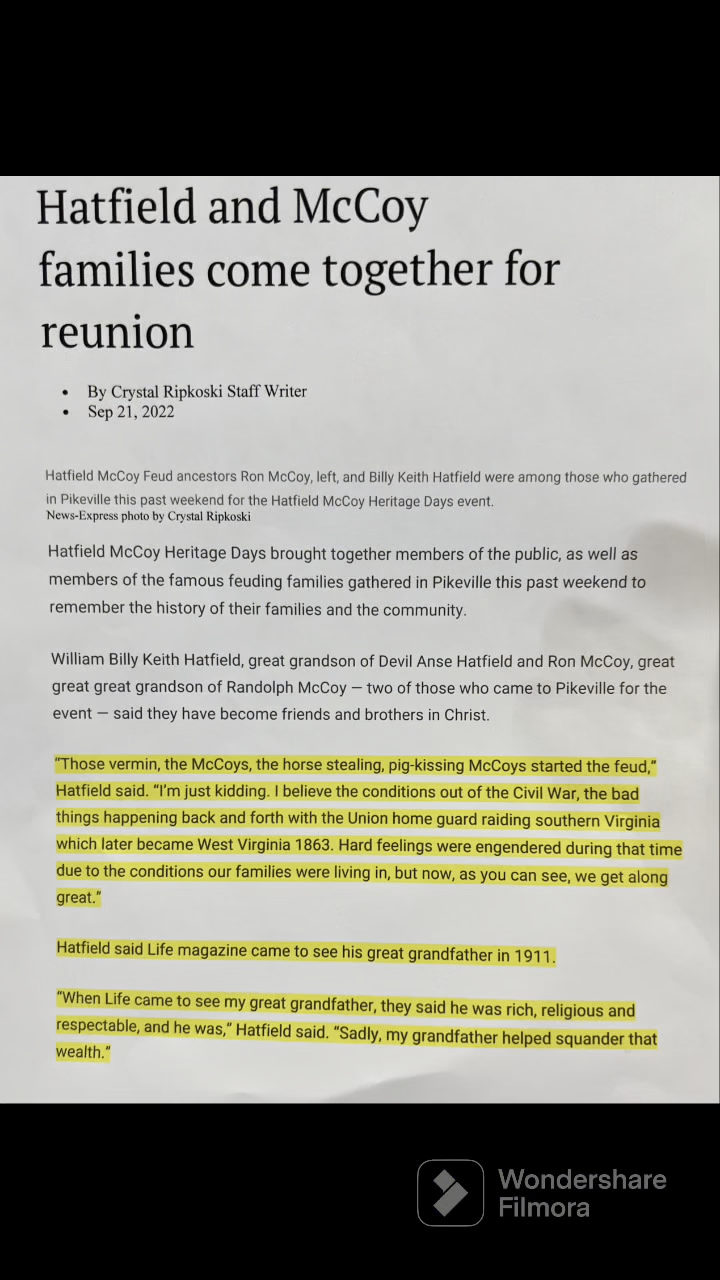 Hatfield and McCoy
families come together for
reunion
• By Crystal Ripkoski Staff Writer
• Sep 21, 2022
Hatfield McCoy Feud ancestors Ron McCoy, left, and Billy Keith Hatfield were among those who gathered
in Pikeville this past weekend for the Hatfield McCoy Heritage Days event.
News-Express photo by Crystal Ripkoski
Hatfield McCoy Heritage Days brought together members of the public, as well as
members of the famous feuding families gathered in Pikeville this past weekend to
remember the history of their families and the community.
William Billy Keith Hatfield, great grandson of Devil Anse Hatfield and Ron McCoy, great
great great grandson of Randolph McCoy — two of those who came to Pikeville for the
event — said they have become friends and brothers in Christ.
"Those vermin, the McCoys, the horse stealing, pig-kissing McCoys started the feud,"
Hatfield said. "I'm just kidding. I believe the conditions out of the Civil War, the bad
things happening back and forth with the Union home guard raiding southern Virginia
which later became West Virginia 1863. Hard feelings were engendered during that time
due to the conditions our families were living in, but now, as you can see, we get along
great."
Hatfield said Life magazine came to see his great grandfather in 1911.
"When Life came to see my great grandfather, they said he was rich, religious and
respectable, and he was," Hatfield said. "Sadly, my grandfather helped squander that
wealth."
Wondershare
Filmora